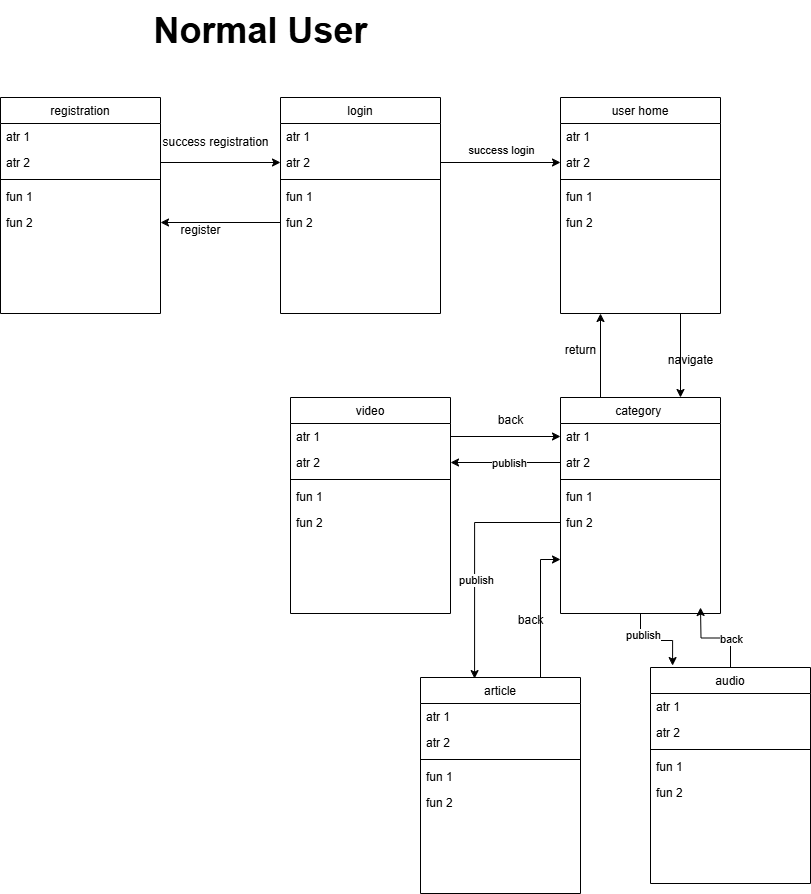 Normal User
registration
atr 1
atr 2
fun 1
fun 2
success registration
register
login
atr 1
atr 2
fun 1
fun 2
success login
user home
atr 1
atr 2
fun 1
fun 2
return
navigate
video
atr 1
atr 2
fun 1
fun 2
back
publish
category
atr 1
atr 2
fun 1
fun 2
publish
back
publish
back
article
atr 1
atr 2
fun 1
fun 2
audio
atr 1
atr 2
fun 1
fun 2